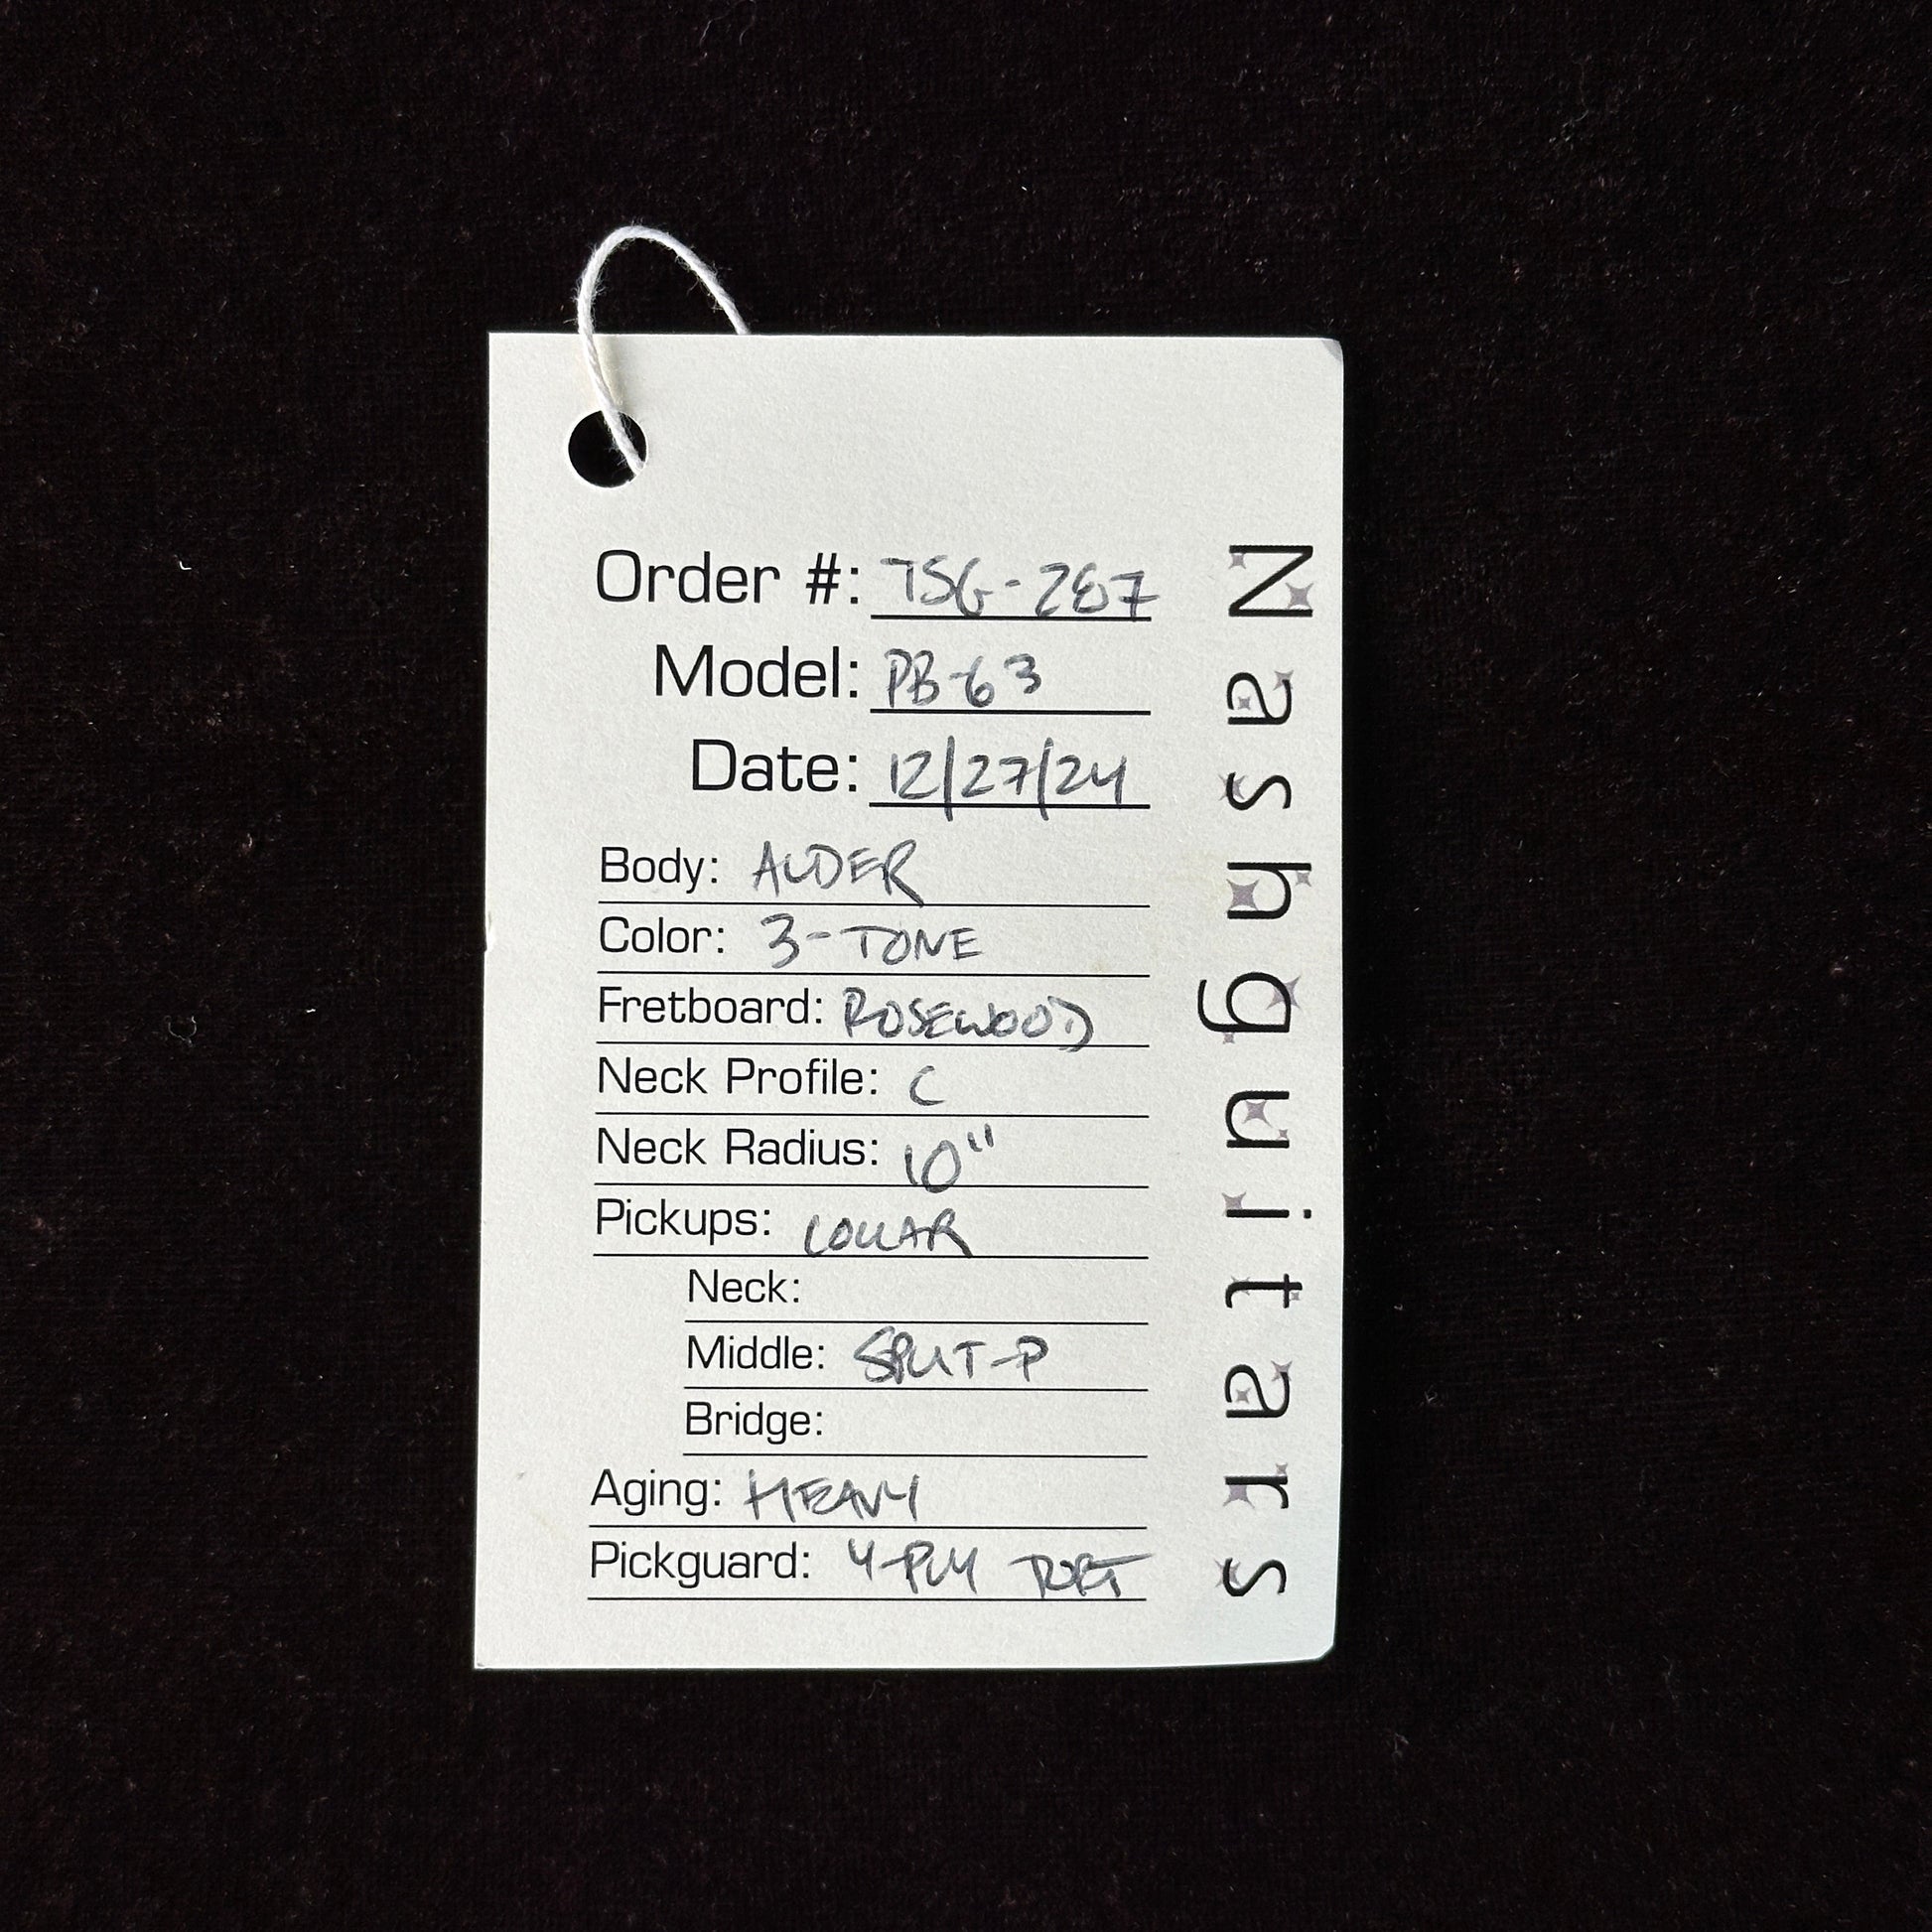 Order #: TSG-287
Model: PB-63
Date: 12/27/24
Body: ALDER
Color: 3-TONE
Fretboard: ROSEWOOD
Neck Profile: C
Neck Radius: 10"
Pickups: LOLLAR
Neck:
Middle: SPLIT-P
Bridge:
Aging: HEAVY
Pickguard: 4-PLY TORT
Nashguitars